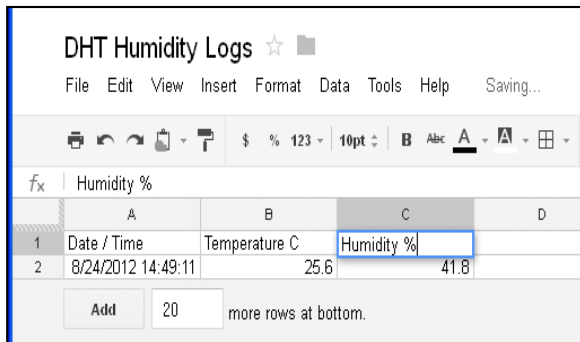 DHT Humidity Logs
File Edit View Insert Format Data Tools Help Saving...
$ % 123 10pt B Abc A A
fx Humidity %
A B C D
1 Date / Time Temperature C Humidity %
2 8/24/2012 14:49:11 25.6 41.8
Add 20 more rows at bottom.